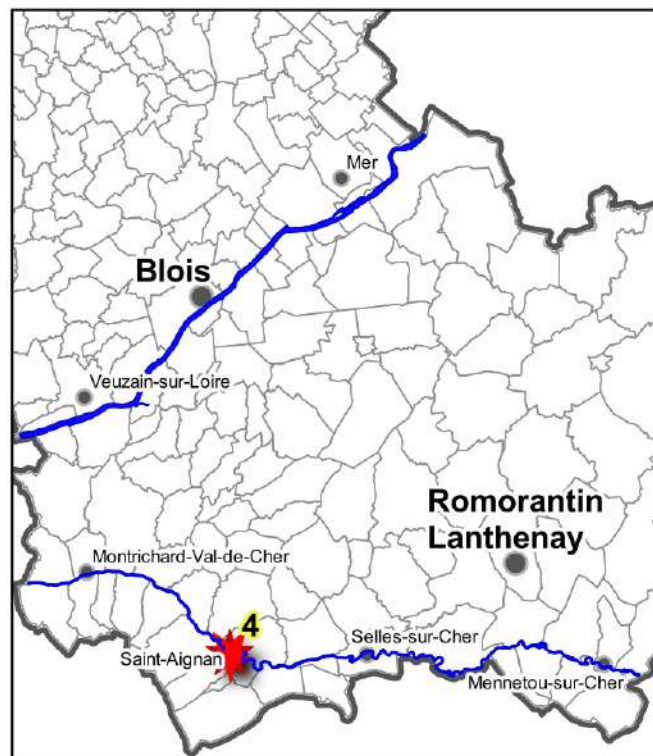 Mer
Blois
Veuzain-sur-Loire
Romorantin
Lanthenay
Montrichard-Val-de-Cher
4
Selles-sur-Cher
Saint-Aignan
Mennetou-sur-Cher